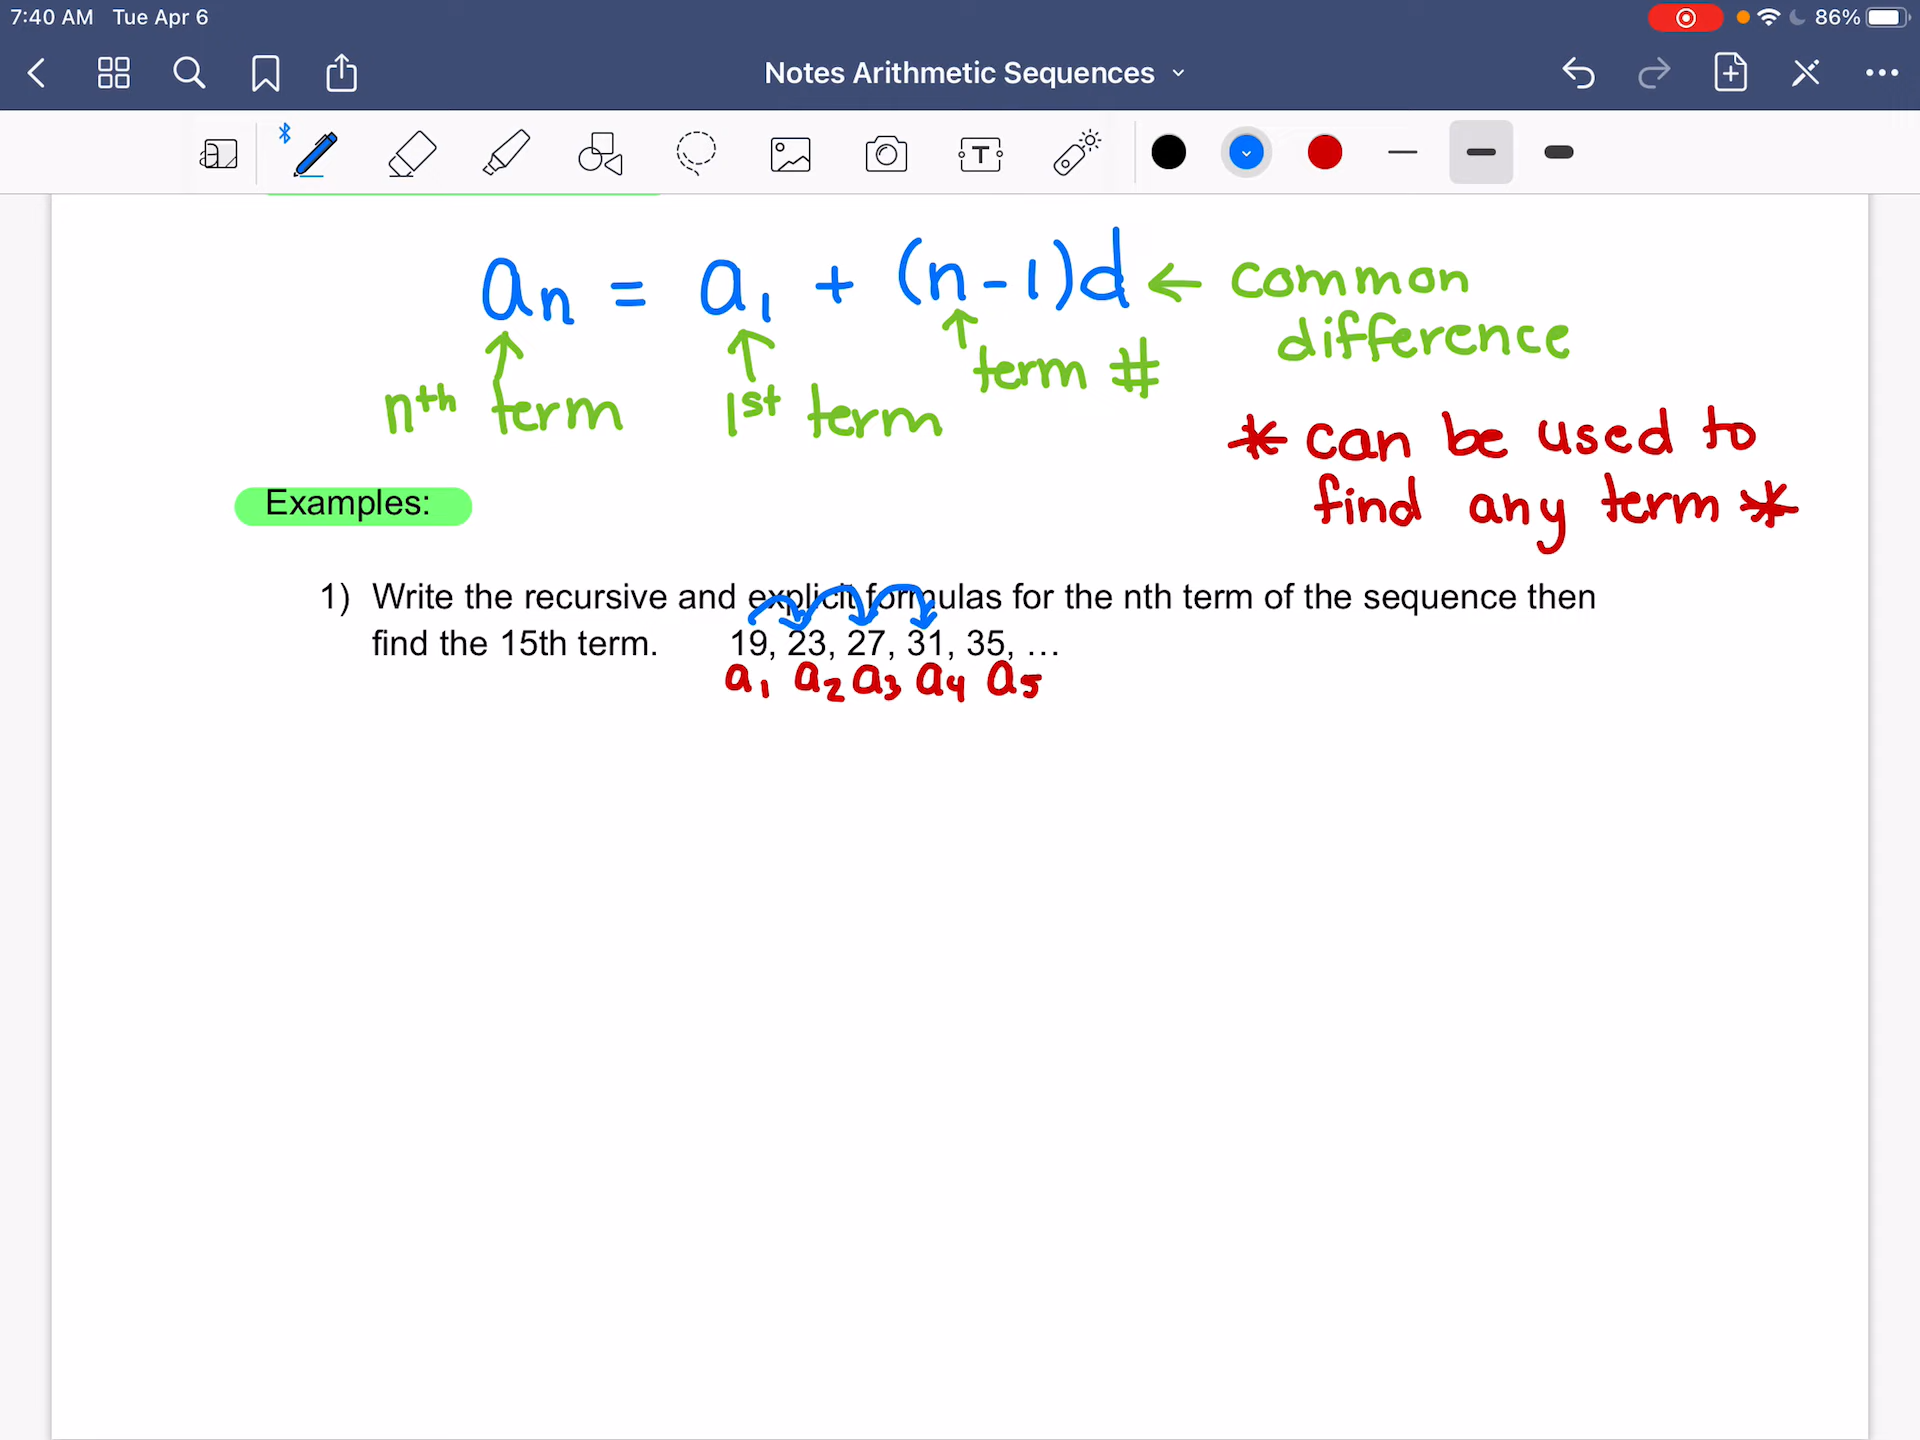 7:40 AM Tue Apr 6 86%
Notes Arithmetic Sequences
aₙ = a₁ + (n-1)d ← common
difference
term #
nᵗʰ term 1ˢᵗ term
* can be used to
find any term *
Examples:
1) Write the recursive and explicit formulas for the nth term of the sequence then
find the 15th term. 19, 23, 27, 31, 35, …
a₁ a₂ a₃ a₄ a₅